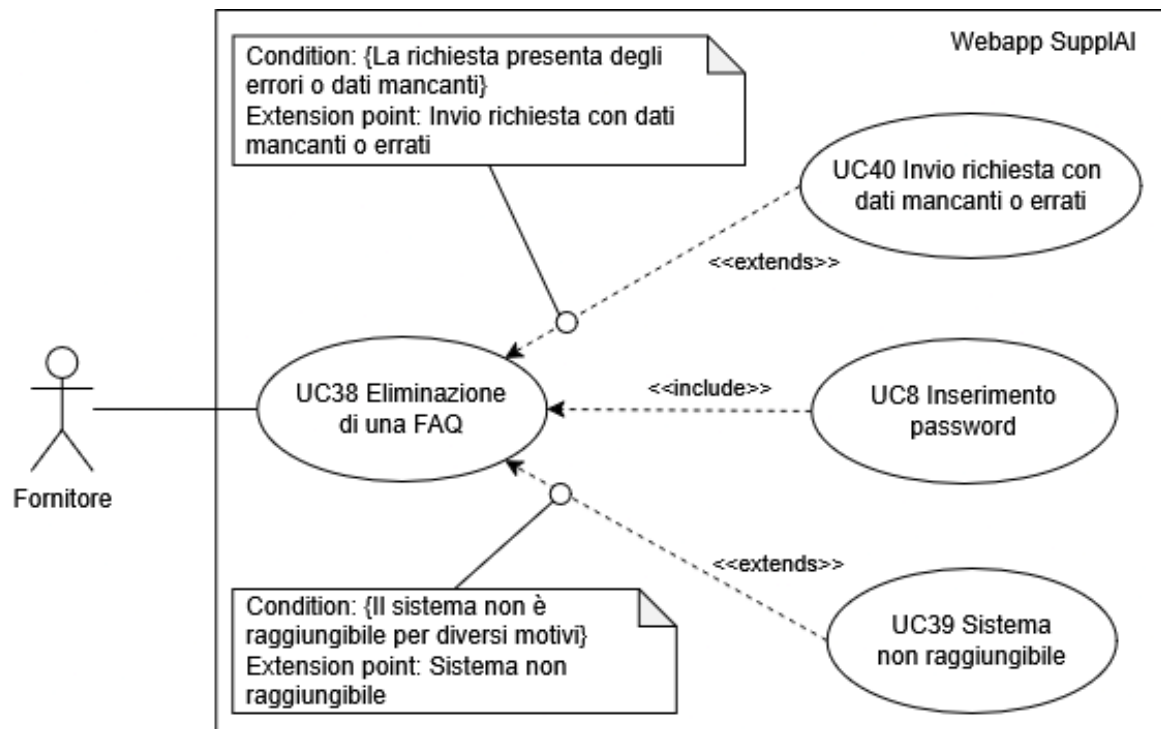 Webapp SupplAI
Condition: {La richiesta presenta degli
errori o dati mancanti}
Extension point: Invio richiesta con dati
mancanti o errati
UC40 Invio richiesta con
dati mancanti o errati
<<extends>>
UC38 Eliminazione
di una FAQ
<<include>>
UC8 Inserimento
password
Fornitore
<<extends>>
Condition: {Il sistema non è
raggiungibile per diversi motivi}
Extension point: Sistema non
raggiungibile
UC39 Sistema
non raggiungibile